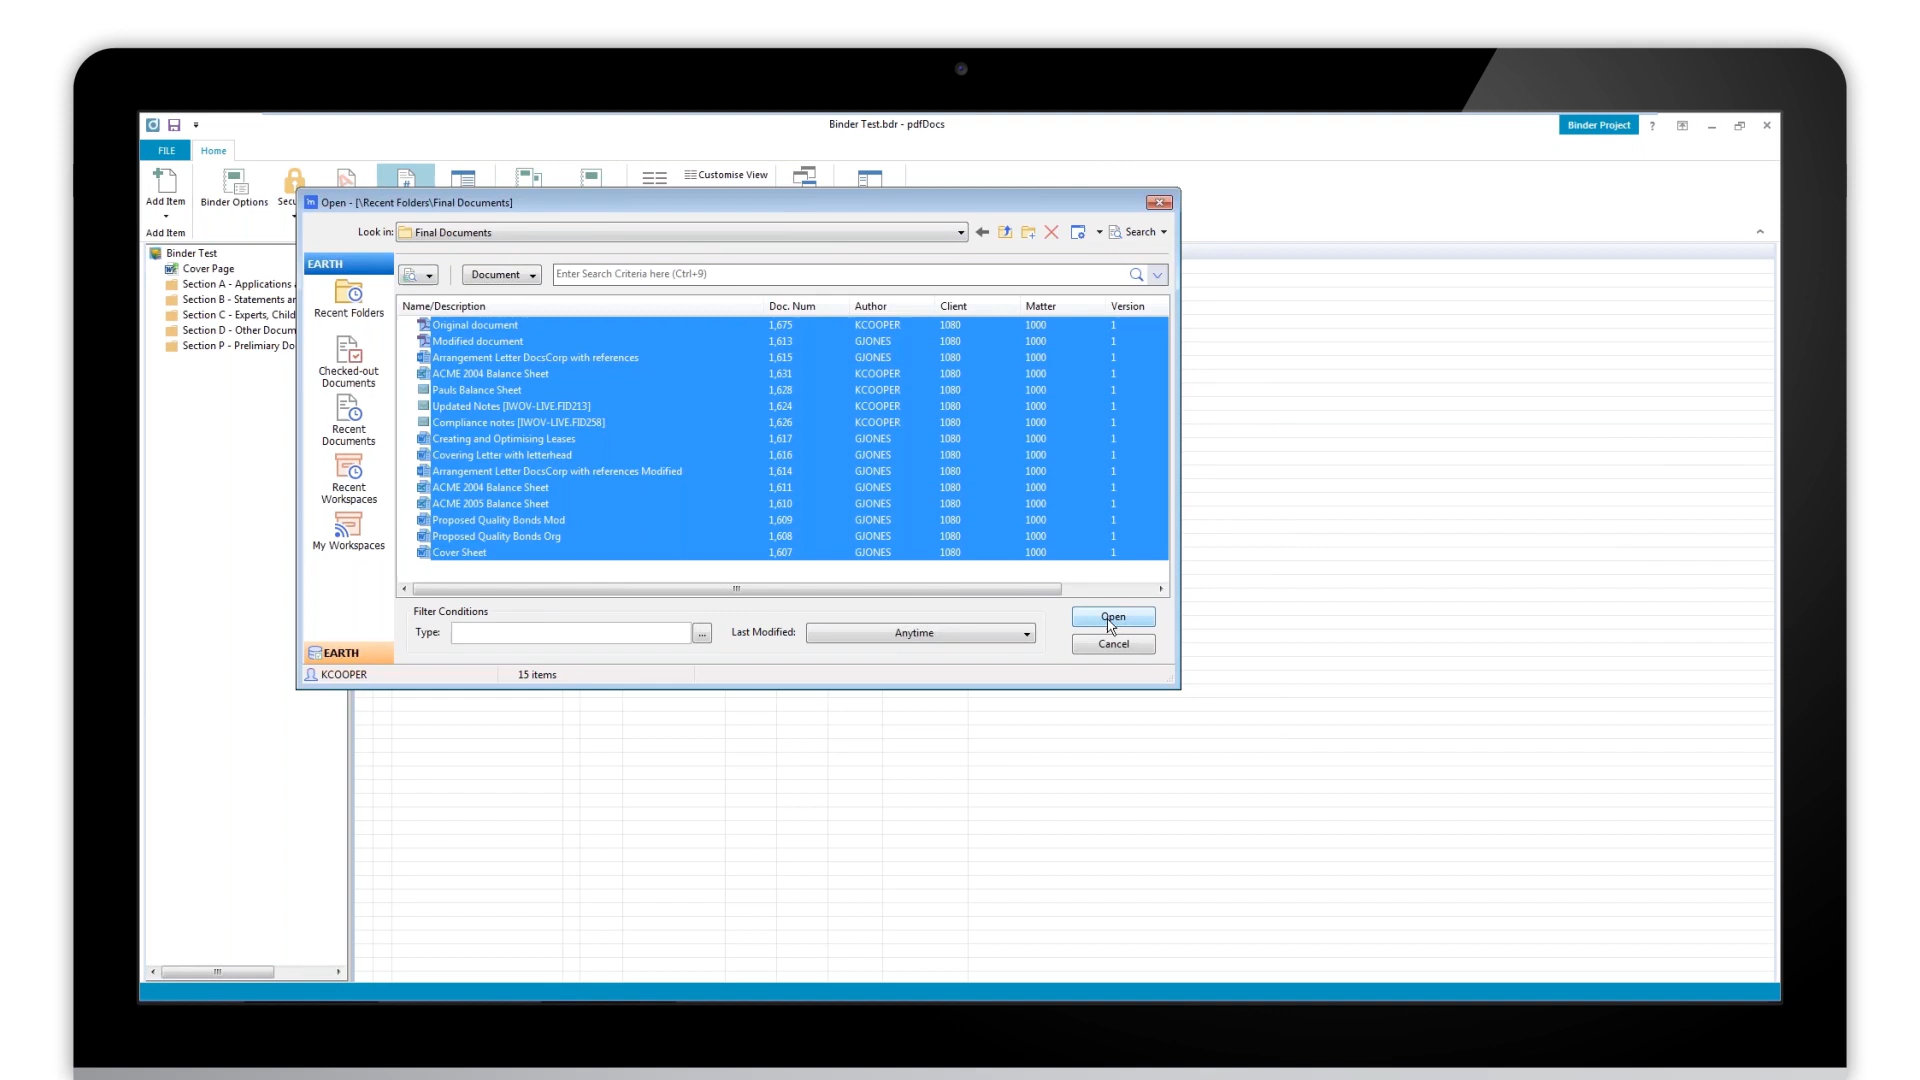 Binder Test.bdr - pdfDocs
Binder Project
?
FILE
Home
Customise View
Add Item
Binder Options
Secu
Add Item
Binder Test
Cover Page
Section A - Applications
Section B - Statements an
Section C - Experts, Child
Section D - Other Docum
Section P - Prelimiary Do
Open - [\Recent Folders\Final Documents]
Look in: Final Documents
Search
EARTH
Document
Enter Search Criteria here (Ctrl+9)
Recent Folders
Checked-out
Documents
Recent
Documents
Recent
Workspaces
My Workspaces
Name/Description Doc. Num Author Client Matter Version
Original document 1,675 KCOOPER 1080 1000 1
Modified document 1,613 GJONES 1080 1000 1
Arrangement Letter DocsCorp with references 1,615 GJONES 1080 1000 1
ACME 2004 Balance Sheet 1,631 KCOOPER 1080 1000 1
Pauls Balance Sheet 1,628 KCOOPER 1080 1000 1
Updated Notes [IWOV-LIVE.FID213] 1,624 KCOOPER 1080 1000 1
Compliance notes [IWOV-LIVE.FID258] 1,626 KCOOPER 1080 1000 1
Creating and Optimising Leases 1,617 GJONES 1080 1000 1
Covering Letter with letterhead 1,616 GJONES 1080 1000 1
Arrangement Letter DocsCorp with references Modified 1,614 GJONES 1080 1000 1
ACME 2004 Balance Sheet 1,611 GJONES 1080 1000 1
ACME 2005 Balance Sheet 1,610 GJONES 1080 1000 1
Proposed Quality Bonds Mod 1,609 GJONES 1080 1000 1
Proposed Quality Bonds Org 1,608 GJONES 1080 1000 1
Cover Sheet 1,607 GJONES 1080 1000 1
Filter Conditions
Type: ... Last Modified: Anytime
Open
Cancel
EARTH
KCOOPER 15 items